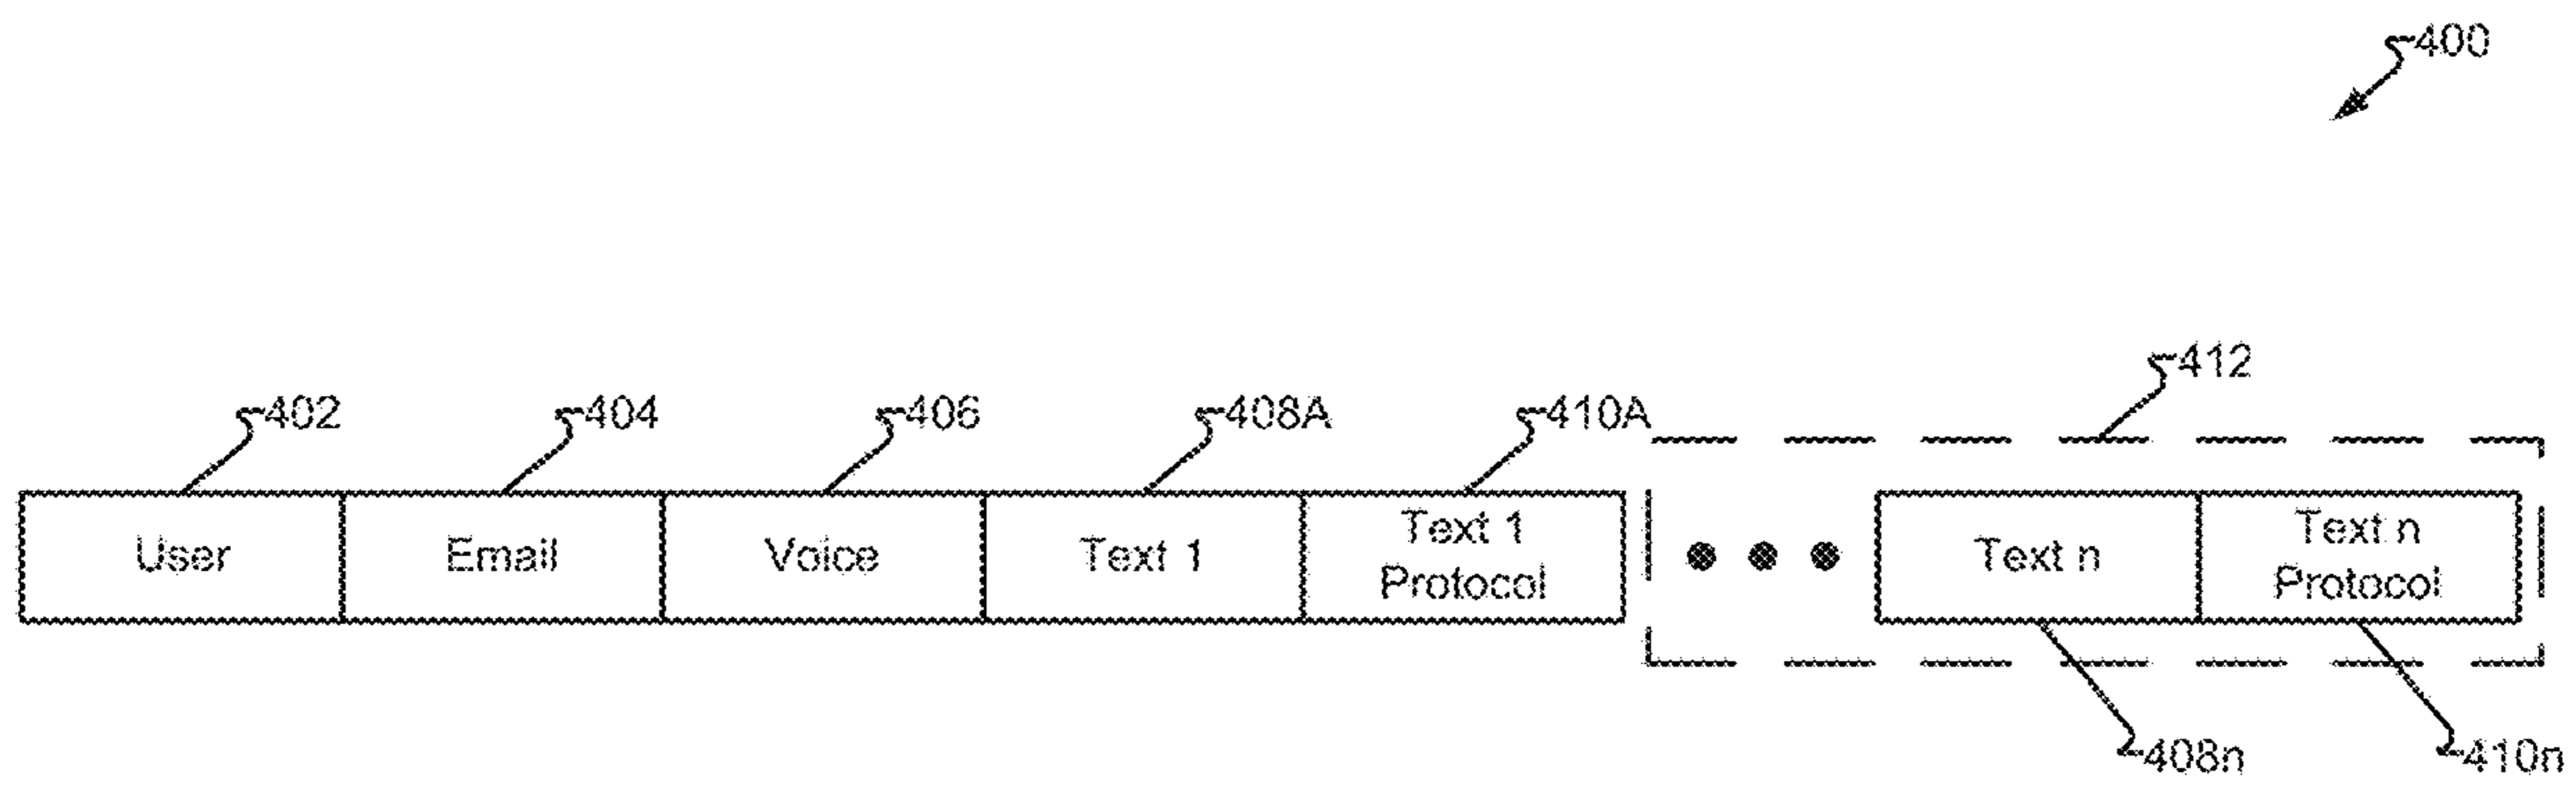 400
412
402
404
406
408A
410A
User
Email
Voice
Text 1
Text 1
Protocol
Text n
Text n
Protocol
408n
410n